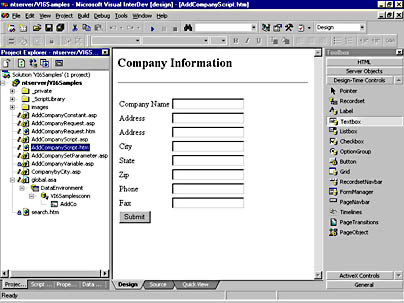 ntserver/VI6Samples - Microsoft Visual InterDev [design] - [AddCompanyScript.htm]
File Edit View Project Build Debug Tools Window Help
Design
Project Explorer - ntserver/VI6S...
Solution 'VI6Samples' (1 project)
ntserver/VI6Samples
_private
_ScriptLibrary
images
AddCompanyConstant.asp
AddCompanyRequest.asp
AddCompanyRequest.htm
AddCompanyScript.asp
AddCompanyScript.htm
AddCompanySetParameter.asp
AddCompanyVariable.asp
CompanybyCity.asp
global.asa
DataEnvironment
VI6Samplesconn
AddCo
search.htm
Projec...
Script ...
Prope...
Data ...
Company Information
Company Name
Address
Address
City
State
Zip
Phone
Fax
Submit
Design
Source
Quick View
Toolbox
HTML
Server Objects
Design-Time Controls
Pointer
Recordset
Label
Textbox
Listbox
Checkbox
OptionGroup
Button
Grid
RecordsetNavbar
FormManager
PageNavbar
Timelines
PageTransitions
PageObject
ActiveX Controls
General
Ready